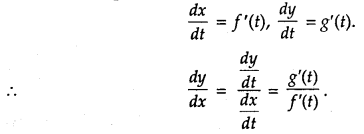 dx/dt = f'(t), dy/dt = g'(t).
∴ dy/dx = (dy/dt)/(dx/dt) = g'(t)/f'(t).